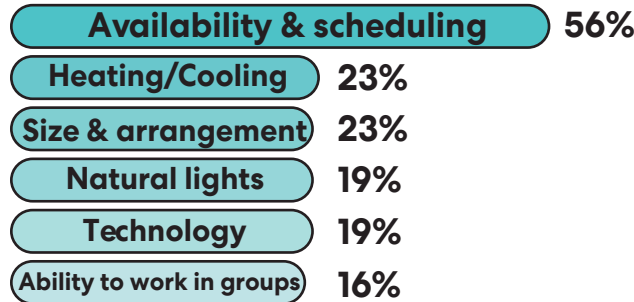 Availability & scheduling 56%
Heating/Cooling 23%
Size & arrangement 23%
Natural lights 19%
Technology 19%
Ability to work in groups 16%